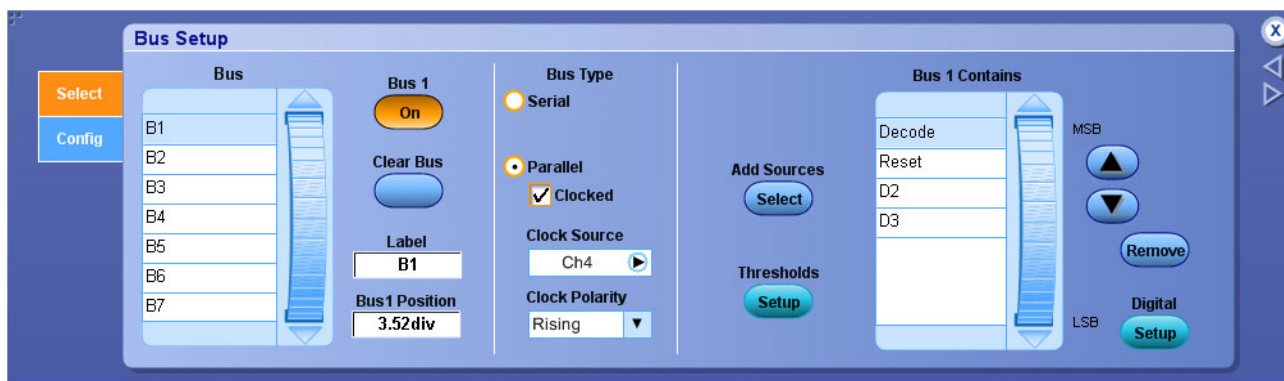 Bus Setup
X
Select
Config
Bus
B1
B2
B3
B4
B5
B6
B7
Bus 1
On
Clear Bus
Label
B1
Bus1 Position
3.52div
Bus Type
Serial
Parallel
Clocked
Clock Source
Ch4
Clock Polarity
Rising
Add Sources
Select
Thresholds
Setup
Bus 1 Contains
Decode
Reset
D2
D3
MSB
Remove
LSB
Digital
Setup